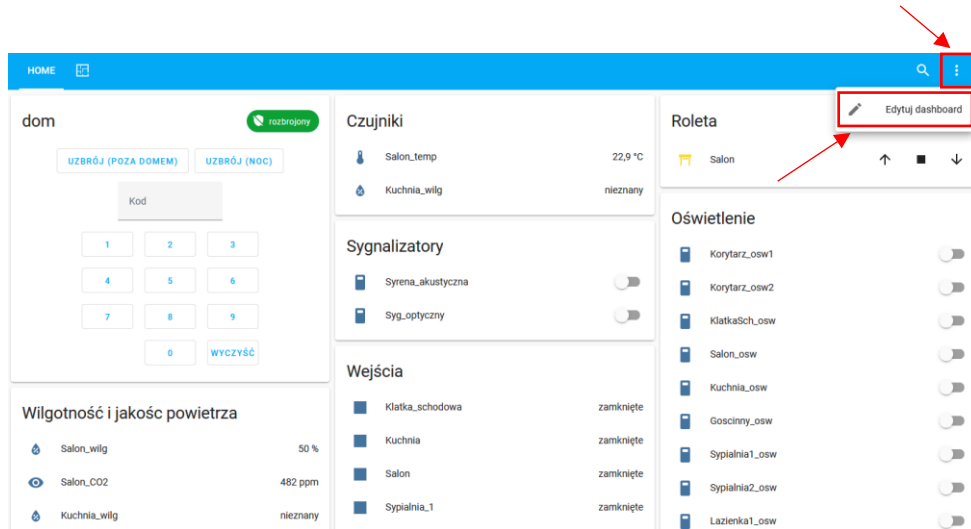 HOME
Edytuj dashboard
dom
rozbrojony
UZBRÓJ (POZA DOMEM)
UZBRÓJ (NOC)
Kod
1 2 3
4 5 6
7 8 9
0 WYCZYŚĆ
Wilgotność i jakośc powietrza
Salon_wilg 50 %
Salon_CO2 482 ppm
Kuchnia_wilg nieznany
Czujniki
Salon_temp 22,9 °C
Kuchnia_wilg nieznany
Sygnalizatory
Syrena_akustyczna
Syg_optyczny
Wejścia
Klatka_schodowa zamknięte
Kuchnia zamknięte
Salon zamknięte
Sypialnia_1 zamknięte
Roleta
Salon
Oświetlenie
Korytarz_osw1
Korytarz_osw2
KlatkaSch_osw
Salon_osw
Kuchnia_osw
Goscinny_osw
Sypialnia1_osw
Sypialnia2_osw
Lazienka1_osw